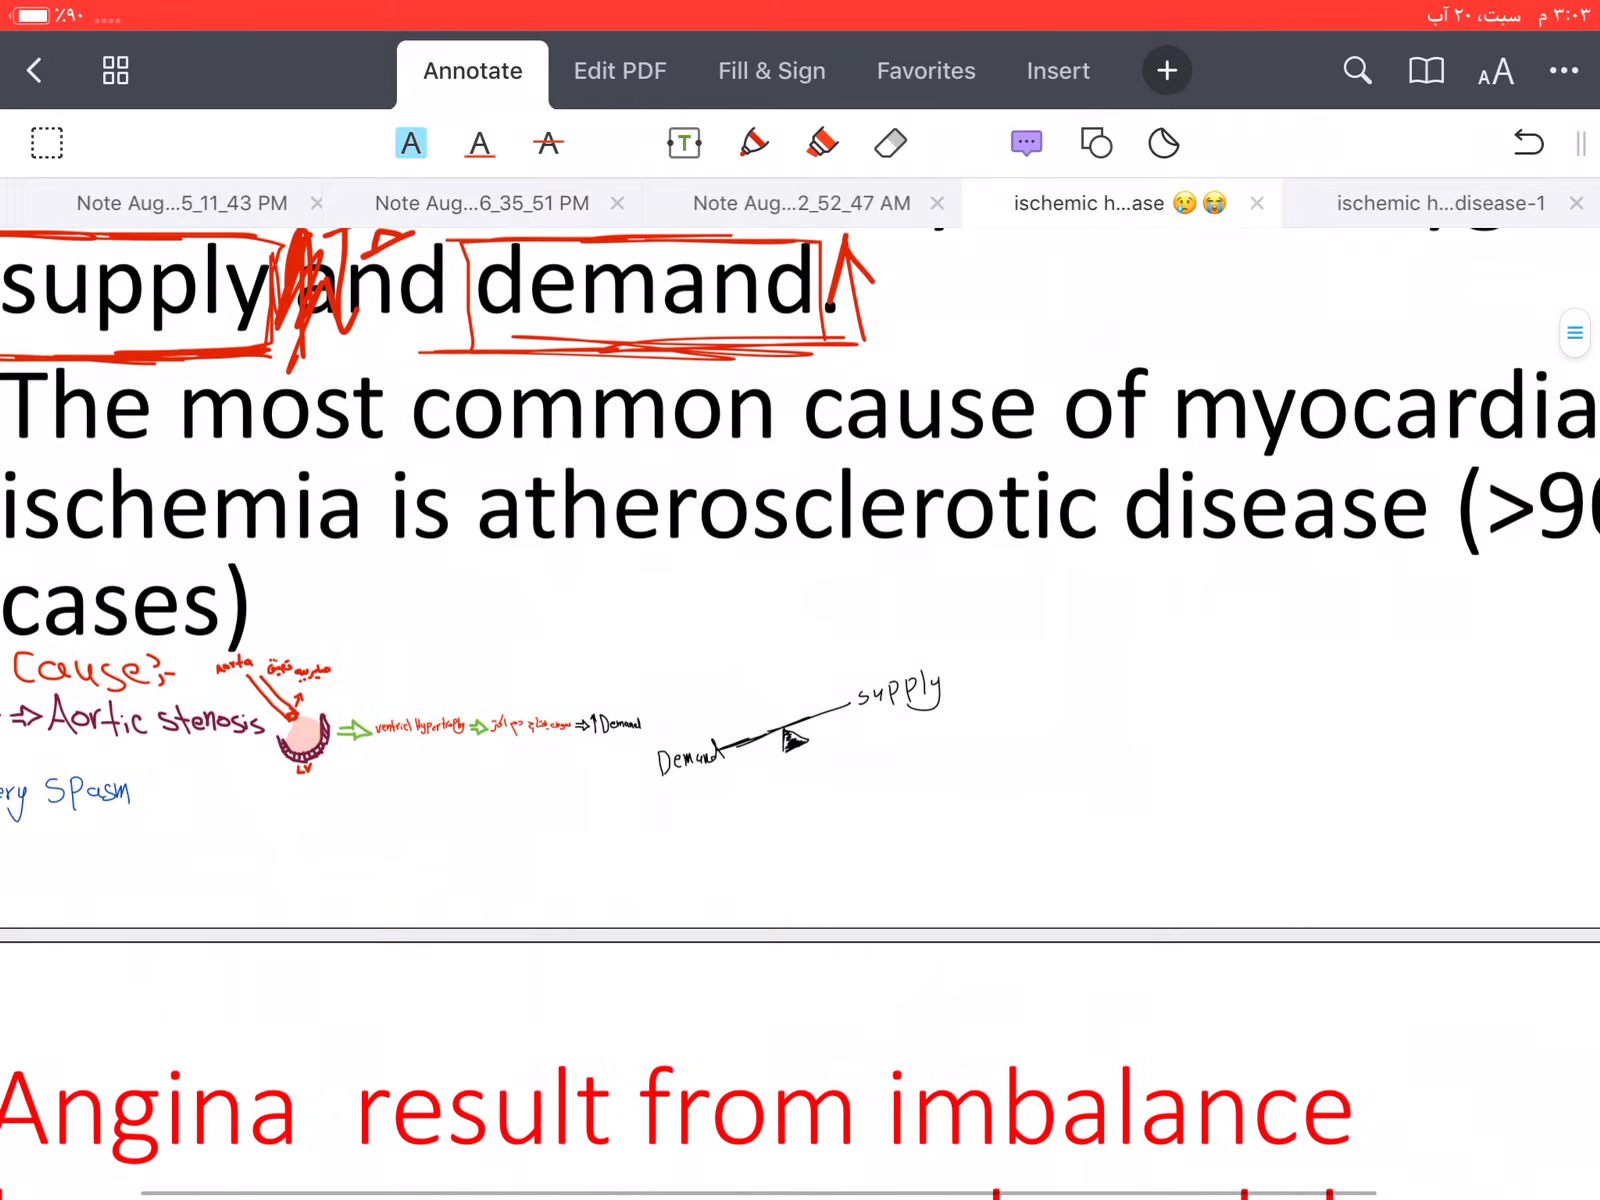 ٪٩٠ ٣:٠٣ م سبت، ٢٠ آب
Annotate Edit PDF Fill & Sign Favorites Insert
Note Aug...5_11_43 PM Note Aug...6_35_51 PM Note Aug...2_52_47 AM ischemic h...ase 😢😭 ischemic h...disease-1
supply and demand.
The most common cause of myocardia
ischemia is atherosclerotic disease (>90
cases)
Cause:-
Aorta
⇒ Aortic stenosis ⇒ ventricl Hypertrophy ⇒ ⇒ ↑ Demand
LV
supply
Demand
ery Spasm
Angina result from imbalance